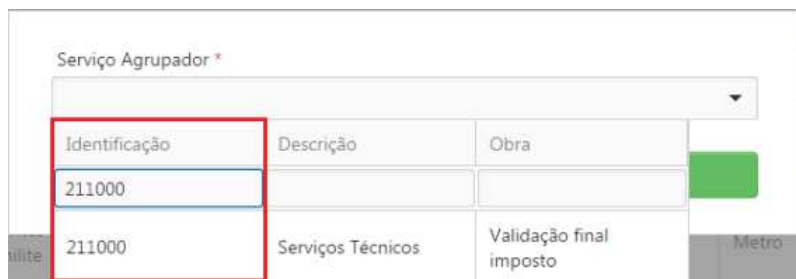 Serviço Agrupador *
Identificação Descrição Obra
211000
211000 Serviços Técnicos Validação final
imposto
Metro